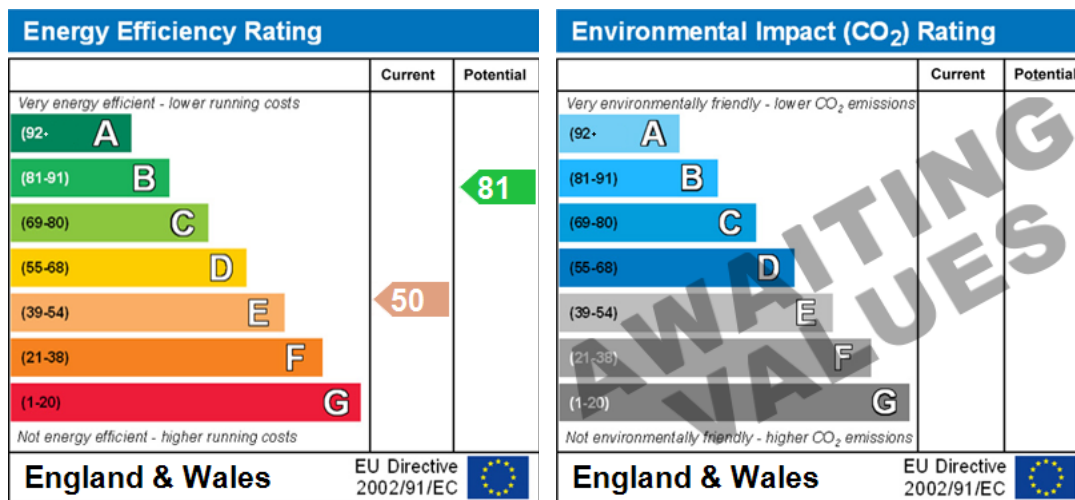 Energy Efficiency Rating
Current Potential
Very energy efficient - lower running costs
(92- A
(81-91) B
81
(69-80) C
(55-68) D
(39-54) E
50
(21-38) F
(1-20) G
Not energy efficient - higher running costs
England & Wales
EU Directive
2002/91/EC
Environmental Impact (CO₂) Rating
Current Potential
Very environmentally friendly - lower CO₂ emissions
(92+ A
(81-91) B
(69-80) C
(55-68) D
(39-54) E
(21-38) F
(1-20) G
AWAITING
VALUES
Not environmentally friendly - higher CO₂ emissions
England & Wales
EU Directive
2002/91/EC